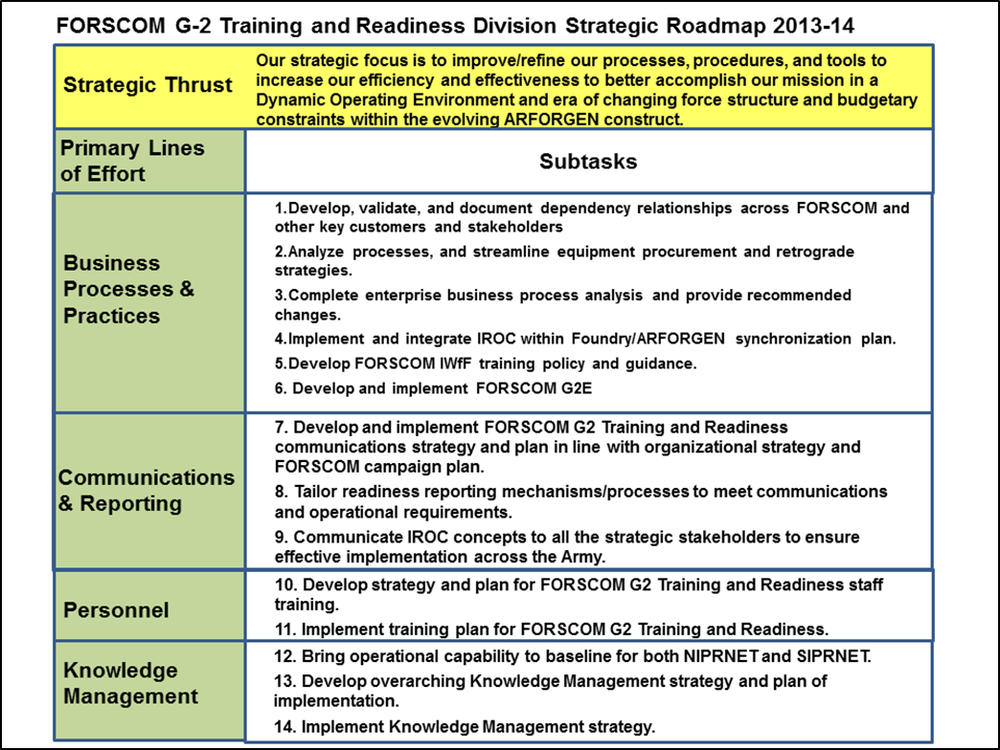 FORSCOM G-2 Training and Readiness Division Strategic Roadmap 2013-14
Strategic Thrust
Our strategic focus is to improve/refine our processes, procedures, and tools to
increase our efficiency and effectiveness to better accomplish our mission in a
Dynamic Operating Environment and era of changing force structure and budgetary
constraints within the evolving ARFORGEN construct.
Primary Lines
of Effort
Subtasks
Business
Processes &
Practices
1.Develop, validate, and document dependency relationships across FORSCOM and
other key customers and stakeholders
2.Analyze processes, and streamline equipment procurement and retrograde
strategies.
3.Complete enterprise business process analysis and provide recommended
changes.
4.Implement and integrate IROC within Foundry/ARFORGEN synchronization plan.
5.Develop FORSCOM IWfF training policy and guidance.
6. Develop and implement FORSCOM G2E
Communications
& Reporting
7. Develop and implement FORSCOM G2 Training and Readiness
communications strategy and plan in line with organizational strategy and
FORSCOM campaign plan.
8. Tailor readiness reporting mechanisms/processes to meet communications
and operational requirements.
9. Communicate IROC concepts to all the strategic stakeholders to ensure
effective implementation across the Army.
Personnel
10. Develop strategy and plan for FORSCOM G2 Training and Readiness staff
training.
11. Implement training plan for FORSCOM G2 Training and Readiness.
Knowledge
Management
12. Bring operational capability to baseline for both NIPRNET and SIPRNET.
13. Develop overarching Knowledge Management strategy and plan of
implementation.
14. Implement Knowledge Management strategy.